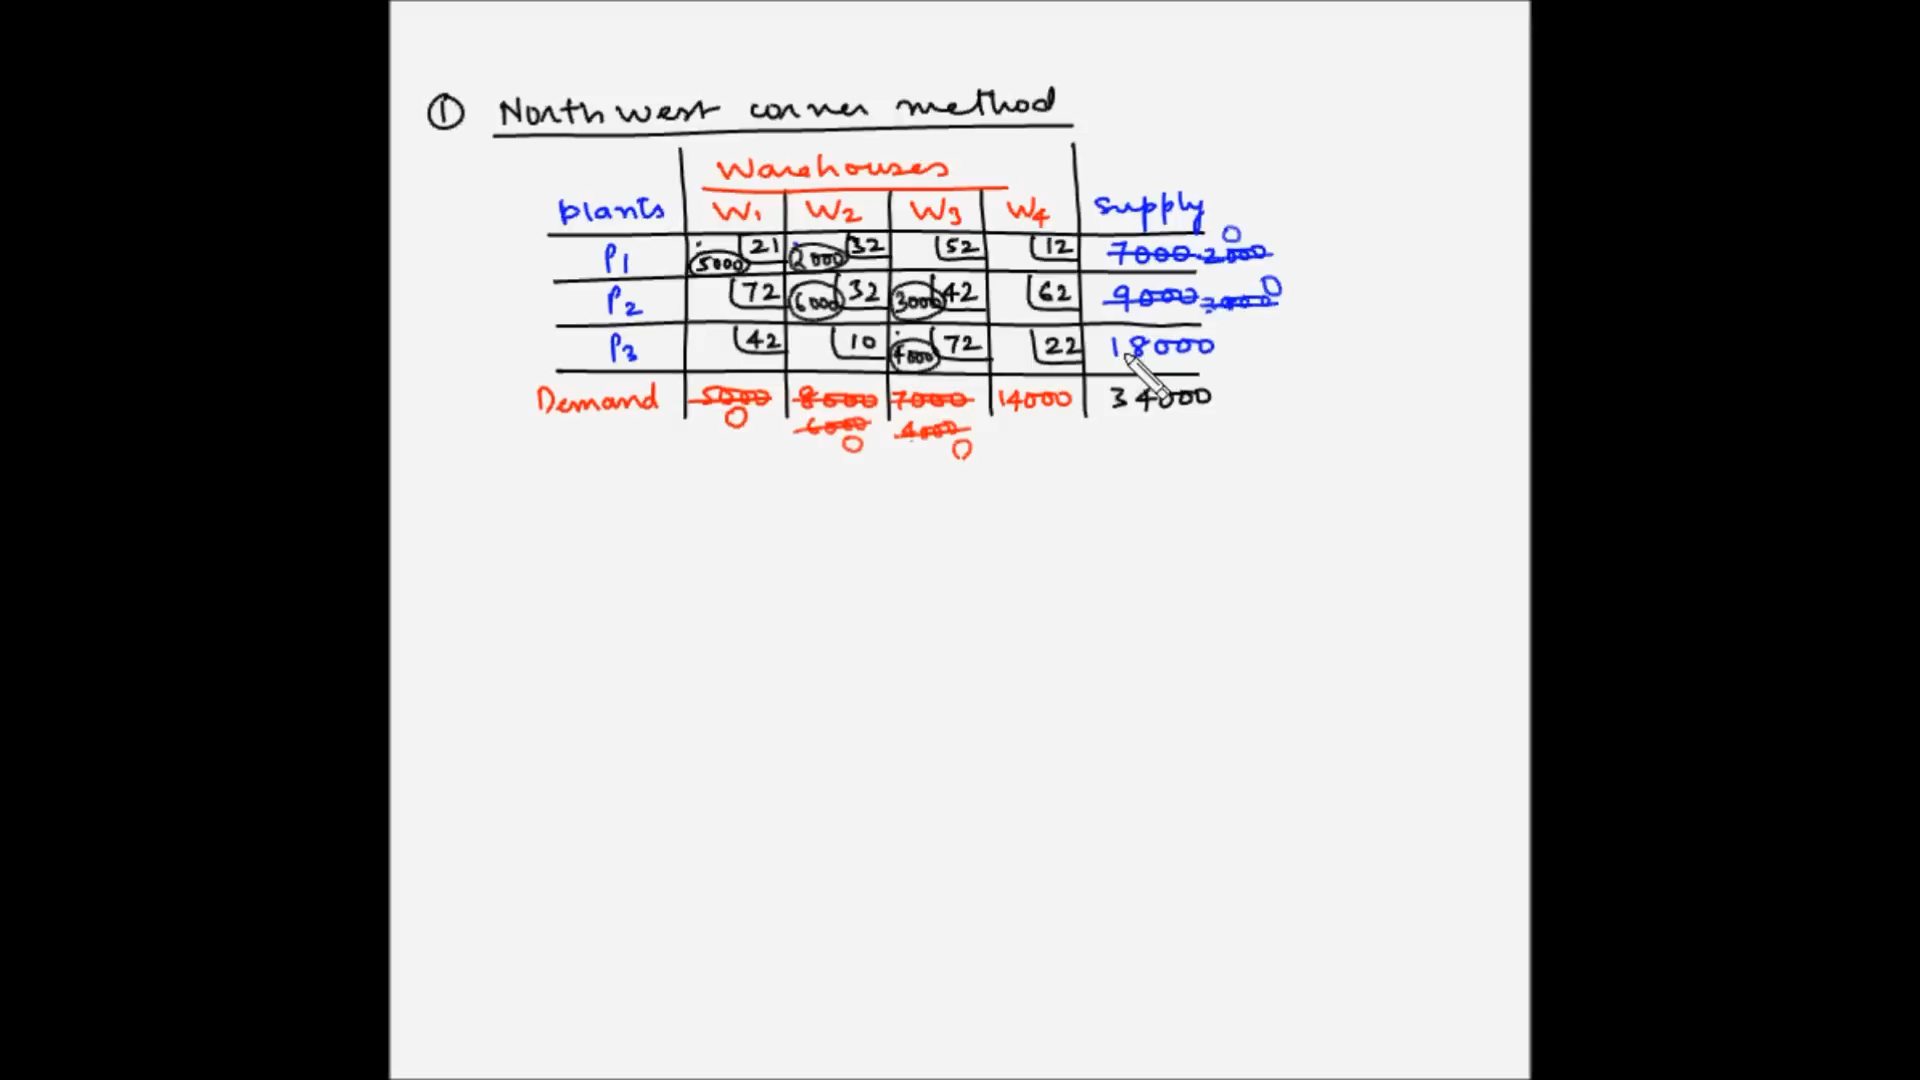 ① North west corner method
Warehouses
plants W1 W2 W3 W4 supply
P1 5000 21 2000 32 52 12 7000 2000 0
P2 72 6000 32 3000 42 62 9000 3000 0
P3 42 10 4000 72 22 18000
Demand 5000 8000 7000 14000 34000
0 6000 4000
0 0